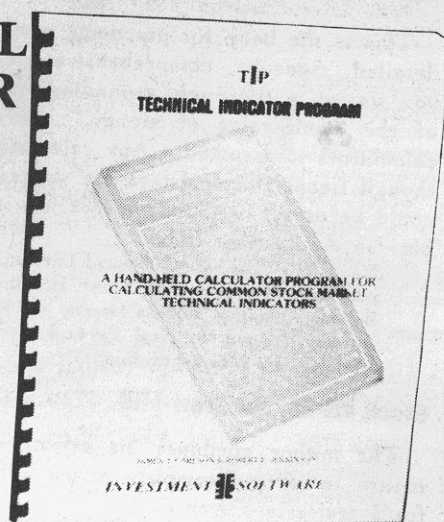 L
R
TIP
TECHNICAL INDICATOR PROGRAM
A HAND-HELD CALCULATOR PROGRAM FOR
CALCULATING COMMON STOCK MARKET
TECHNICAL INDICATORS
INVESTMENT SOFTWARE